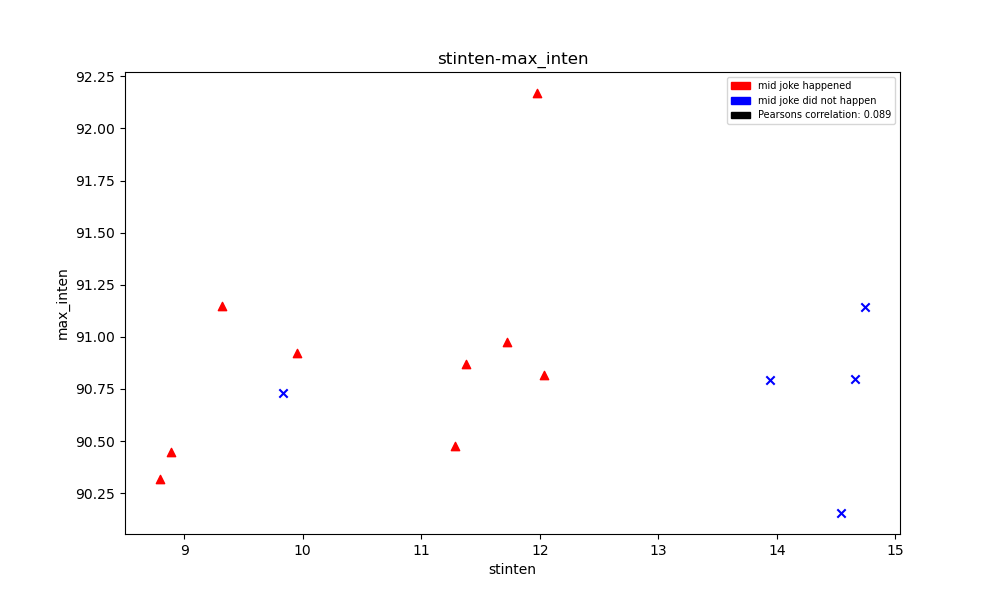 stinten-max_inten
mid joke happened
mid joke did not happen
Pearsons correlation: 0.089
92.25
92.00
91.75
91.50
91.25
91.00
90.75
90.50
90.25
max_inten
9 10 11 12 13 14 15
stinten